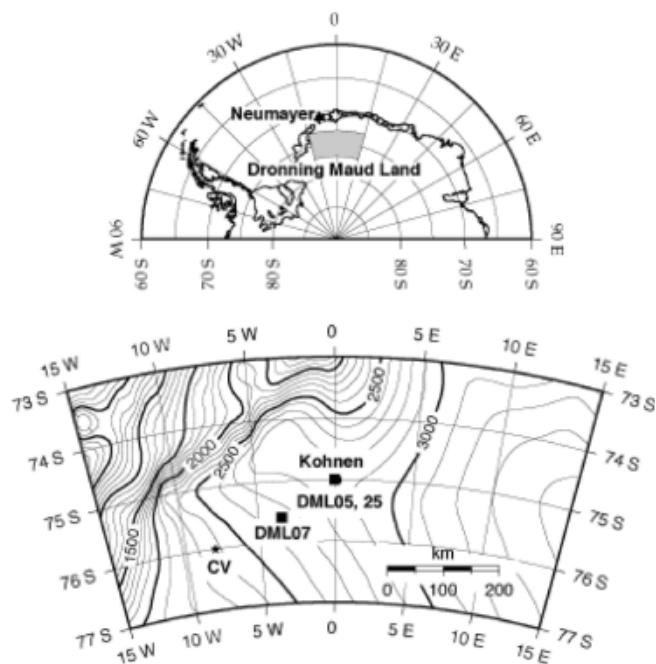 0
30 W
30 E
60 W
60 E
Neumayer
Dronning Maud Land
90 W
90 E
60 S
70 S
80 S
80 S
70 S
60 S
0
5 W
5 E
10 W
10 E
15 W
15 E
73 S
73 S
74 S
74 S
75 S
75 S
76 S
76 S
77 S
77 S
2500
2000
2500
3000
1500
Kohnen
DML05, 25
DML07
CV
km
0 100 200
15 W
10 W
5 W
0
5 E
10 E
15 E